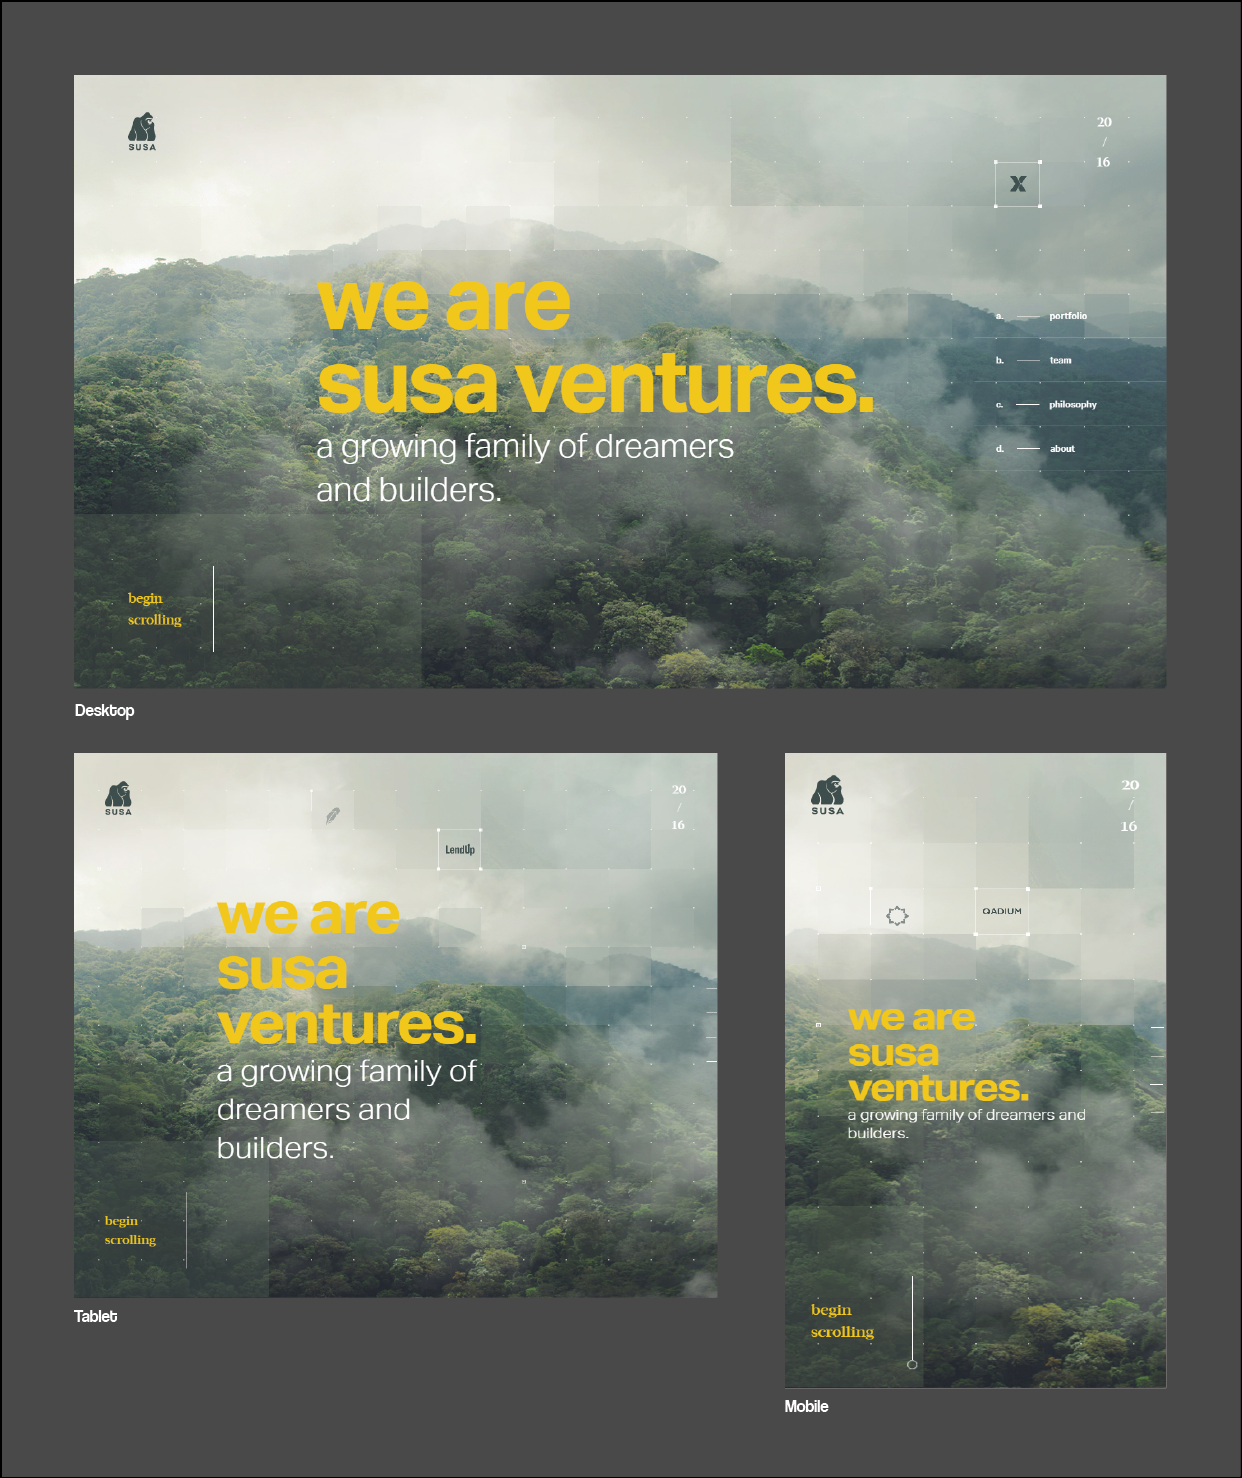 SUSA
20
/
16
X
we are
susa ventures.
a growing family of dreamers
and builders.
a. portfolio
b. team
c. philosophy
d. about
begin
scrolling
Desktop
SUSA
20
/
16
LendUp
we are
susa
ventures.
a growing family of
dreamers and
builders.
begin
scrolling
Tablet
SUSA
20
/
16
QADIUM
we are
susa
ventures.
a growing family of dreamers and
builders.
begin
scrolling
Mobile